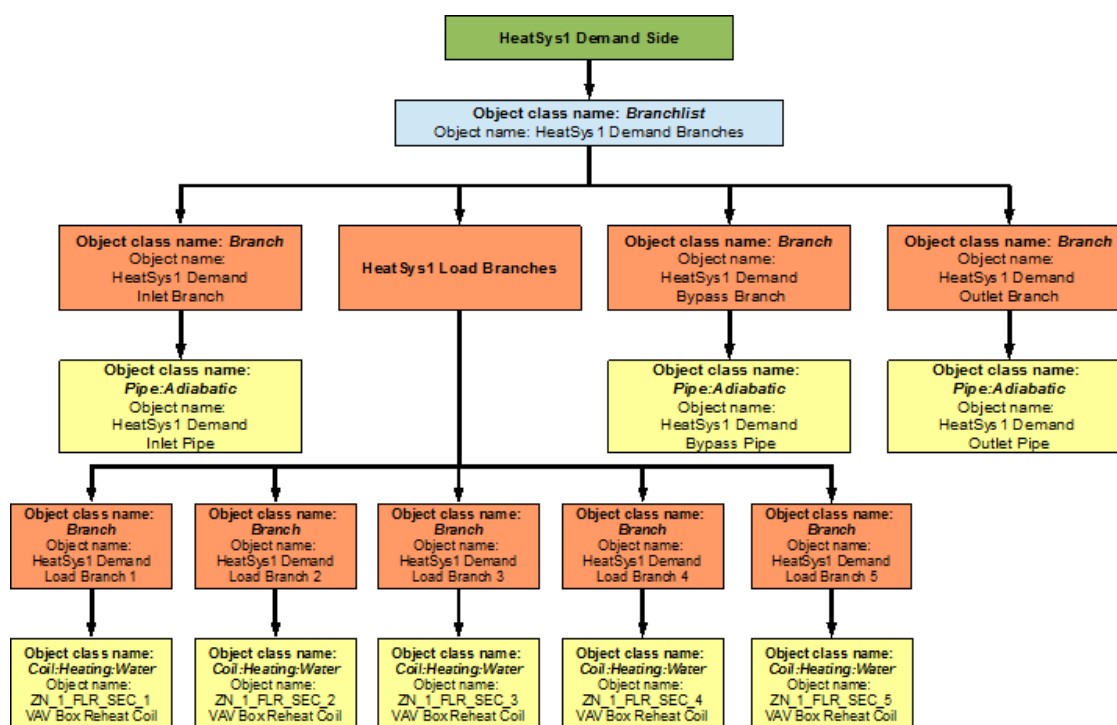 HeatSys1 Demand Side
Object class name: Branchlist
Object name: HeatSys1 Demand Branches
Object class name: Branch
Object name:
HeatSys1 Demand
Inlet Branch
HeatSys1 Load Branches
Object class name: Branch
Object name:
HeatSys1 Demand
Bypass Branch
Object class name: Branch
Object name:
HeatSys1 Demand
Outlet Branch
Object class name:
Pipe:Adiabatic
Object name:
HeatSys1 Demand
Inlet Pipe
Object class name:
Pipe:Adiabatic
Object name:
HeatSys1 Demand
Bypass Pipe
Object class name:
Pipe:Adiabatic
Object name:
HeatSys1 Demand
Outlet Pipe
Object class name:
Branch
Object name:
HeatSys1 Demand
Load Branch 1
Object class name:
Branch
Object name:
HeatSys1 Demand
Load Branch 2
Object class name:
Branch
Object name:
HeatSys1 Demand
Load Branch 3
Object class name:
Branch
Object name:
HeatSys1 Demand
Load Branch 4
Object class name:
Branch
Object name:
HeatSys1 Demand
Load Branch 5
Object class name:
Coil:Heating:Water
Object name:
ZN_1_FLR_SEC_1
VAV Box Reheat Coil
Object class name:
Coil:Heating:Water
Object name:
ZN_1_FLR_SEC_2
VAV Box Reheat Coil
Object class name:
Coil:Heating:Water
Object name:
ZN_1_FLR_SEC_3
VAV Box Reheat Coil
Object class name:
Coil:Heating:Water
Object name:
ZN_1_FLR_SEC_4
VAV Box Reheat Coil
Object class name:
Coil:Heating:Water
Object name:
ZN_1_FLR_SEC_5
VAV Box Reheat Coil